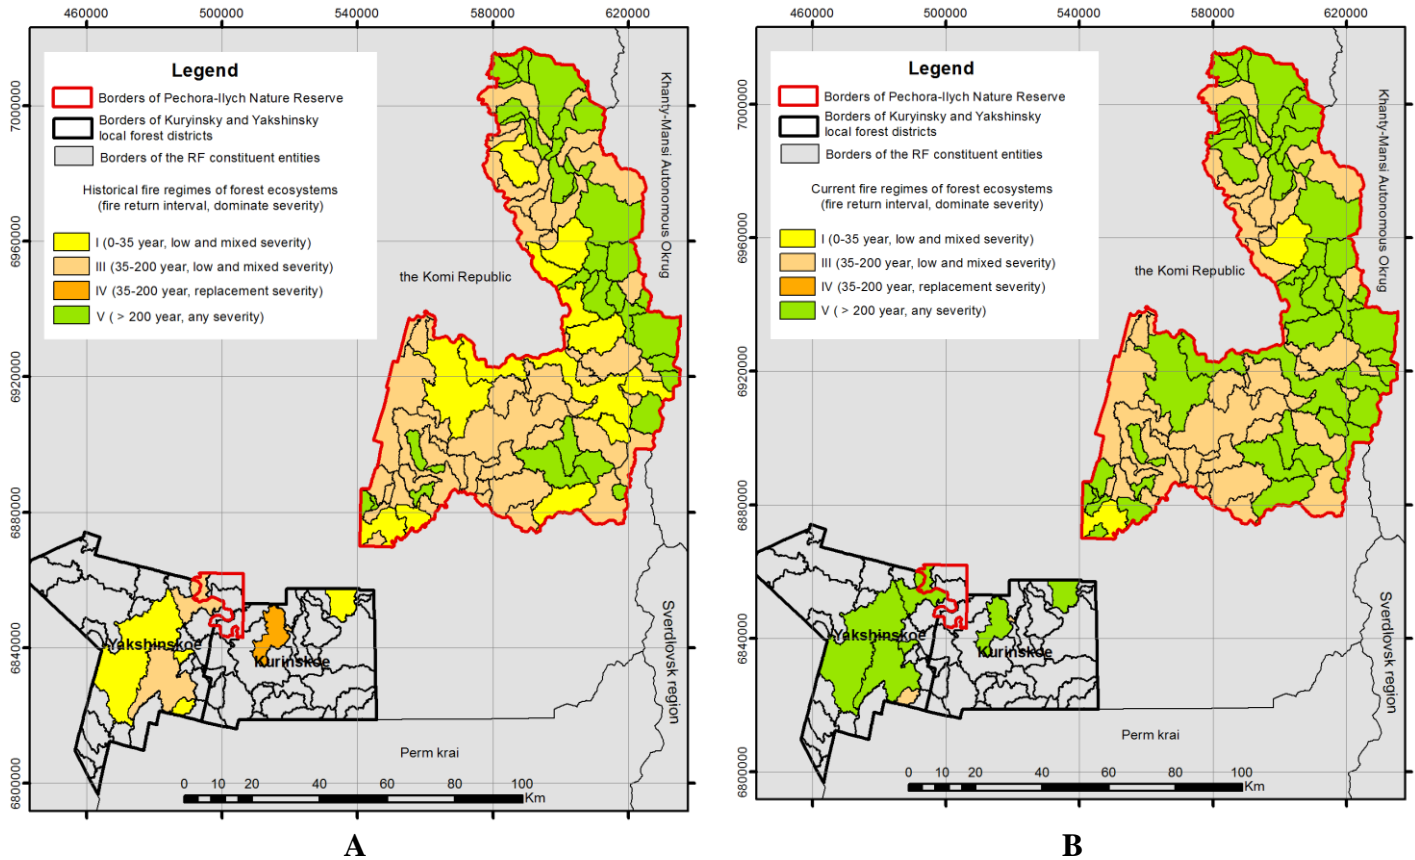 460000 500000 540000 580000 620000
Legend
Borders of Pechora-Ilych Nature Reserve
Borders of Kuryinsky and Yakshinsky
local forest districts
Borders of the RF constituent entities
Historical fire regimes of forest ecosystems
(fire return interval, dominate severity)
I (0-35 year, low and mixed severity)
III (35-200 year, low and mixed severity)
IV (35-200 year, replacement severity)
V ( > 200 year, any severity)
7000000
6960000
6920000
6880000
6840000
6800000
Khanty-Mansi Autonomous Okrug
the Komi Republic
Sverdlovsk region
Yakshinskoe
Kurinskoe
Perm krai
0 10 20 40 60 80 100
Km
460000 500000 540000 580000 620000
Legend
Borders of Pechora-Ilych Nature Reserve
Borders of Kuryinsky and Yakshinsky
local forest districts
Borders of the RF constituent entities
Current fire regimes of forest ecosystems
(fire return interval, dominate severity)
I (0-35 year, low and mixed severity)
III (35-200 year, low and mixed severity)
IV (35-200 year, replacement severity)
V ( > 200 year, any severity)
7000000
6960000
6920000
6880000
6840000
6800000
Khanty-Mansi Autonomous Okrug
the Komi Republic
Sverdlovsk region
Yakshinskoe
Kurinskoe
Perm krai
0 10 20 40 60 80 100
Km
A
B